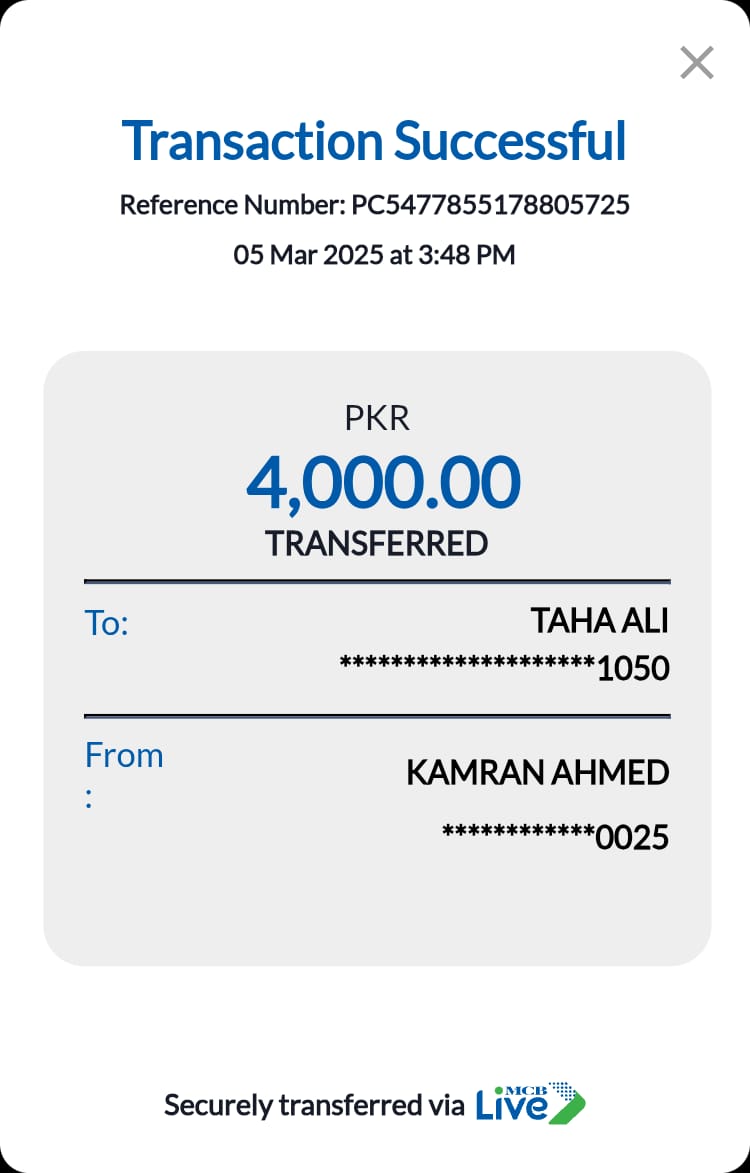 Transaction Successful
Reference Number: PC5477855178805725
05 Mar 2025 at 3:48 PM
PKR
4,000.00
TRANSFERRED
To:
TAHA ALI
********************1050
From
:
KAMRAN AHMED
************0025
Securely transferred via MCB Live